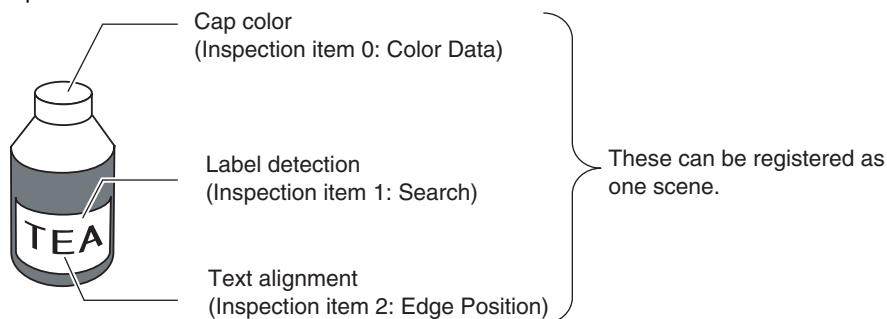 Cap color
(Inspection item 0: Color Data)
Label detection
(Inspection item 1: Search)
These can be registered as
one scene.
TEA
Text alignment
(Inspection item 2: Edge Position)